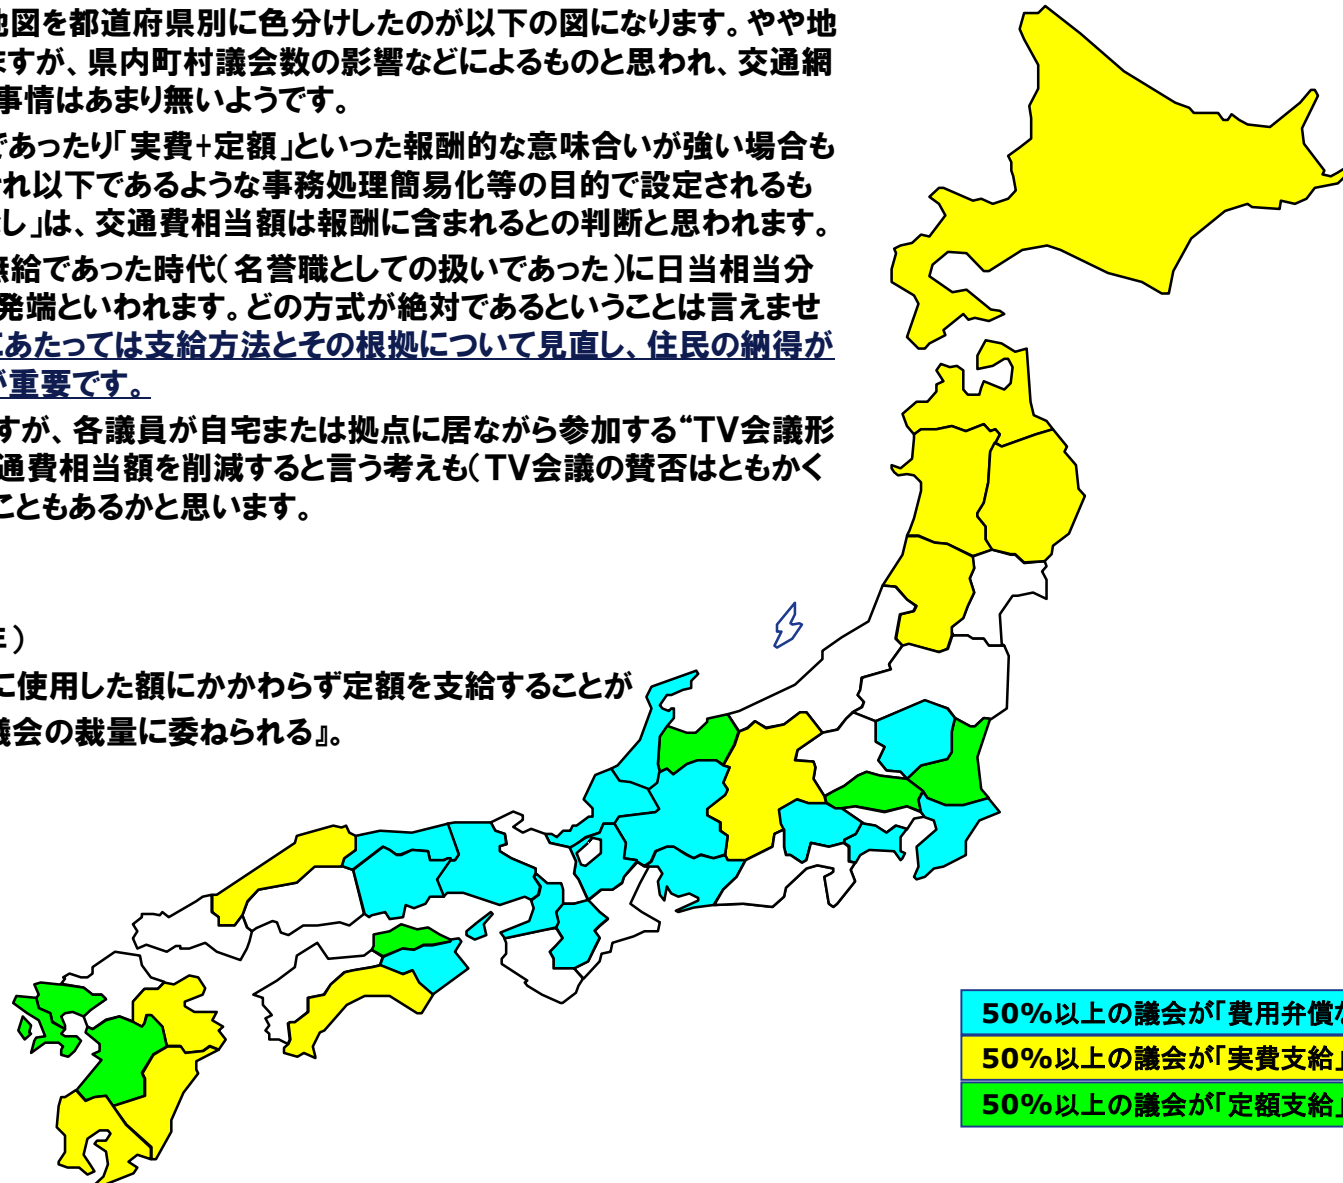 地図を都道府県別に色分けしたのが以下の図になります。やや地
ますが、県内町村議会数の影響などによるものと思われ、交通網
事情はあまり無いようです。
であったり「実費+定額」といった報酬的な意味合いが強い場合も
れ以下であるような事務処理簡易化等の目的で設定されるも
し」は、交通費相当額は報酬に含まれるとの判断と思われます。
無給であった時代(名誉職としての扱いであった)に日当相当分
発端といわれます。どの方式が絶対であるということは言えませ
にあたっては支給方法とその根拠について見直し、住民の納得が
が重要です。
すが、各議員が自宅または拠点に居ながら参加する“TV会議形
通費相当額を削減すると言う考えも(TV会議の賛否はともかく
こともあるかと思います。
)
に使用した額にかかわらず定額を支給することが
議会の裁量に委ねられる』。
50%以上の議会が「費用弁償な
50%以上の議会が「実費支給」
50%以上の議会が「定額支給」